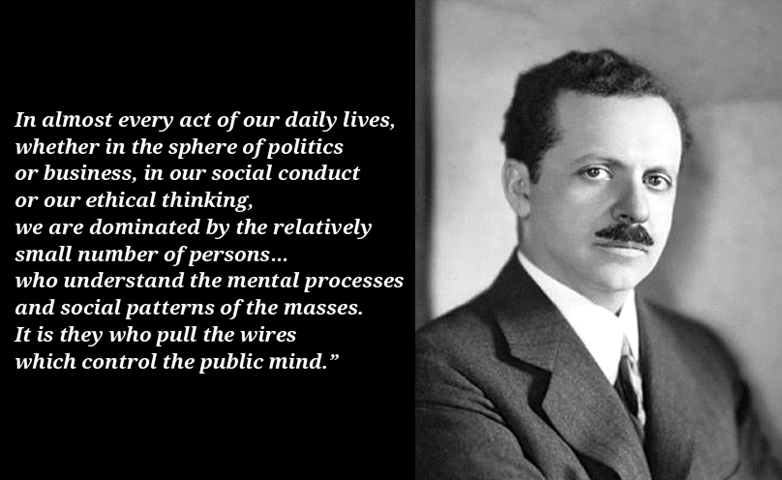 In almost every act of our daily lives,
whether in the sphere of politics
or business, in our social conduct
or our ethical thinking,
we are dominated by the relatively
small number of persons...
who understand the mental processes
and social patterns of the masses.
It is they who pull the wires
which control the public mind.”